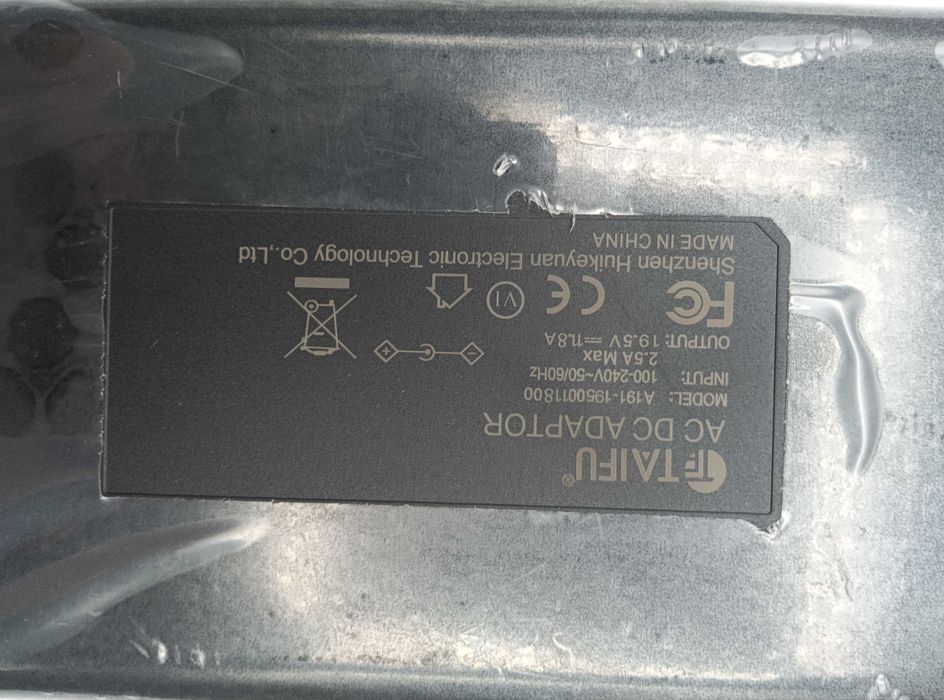 TAIFU®
AC DC ADAPTOR
MODEL: A191-1950011800
INPUT: 100-240V~50/60Hz
2.5A Max
OUTPUT: 19.5V⎓11.8A
FC CE VI
Shenzhen Huikeyuan Electronic Technology Co.,Ltd
MADE IN CHINA